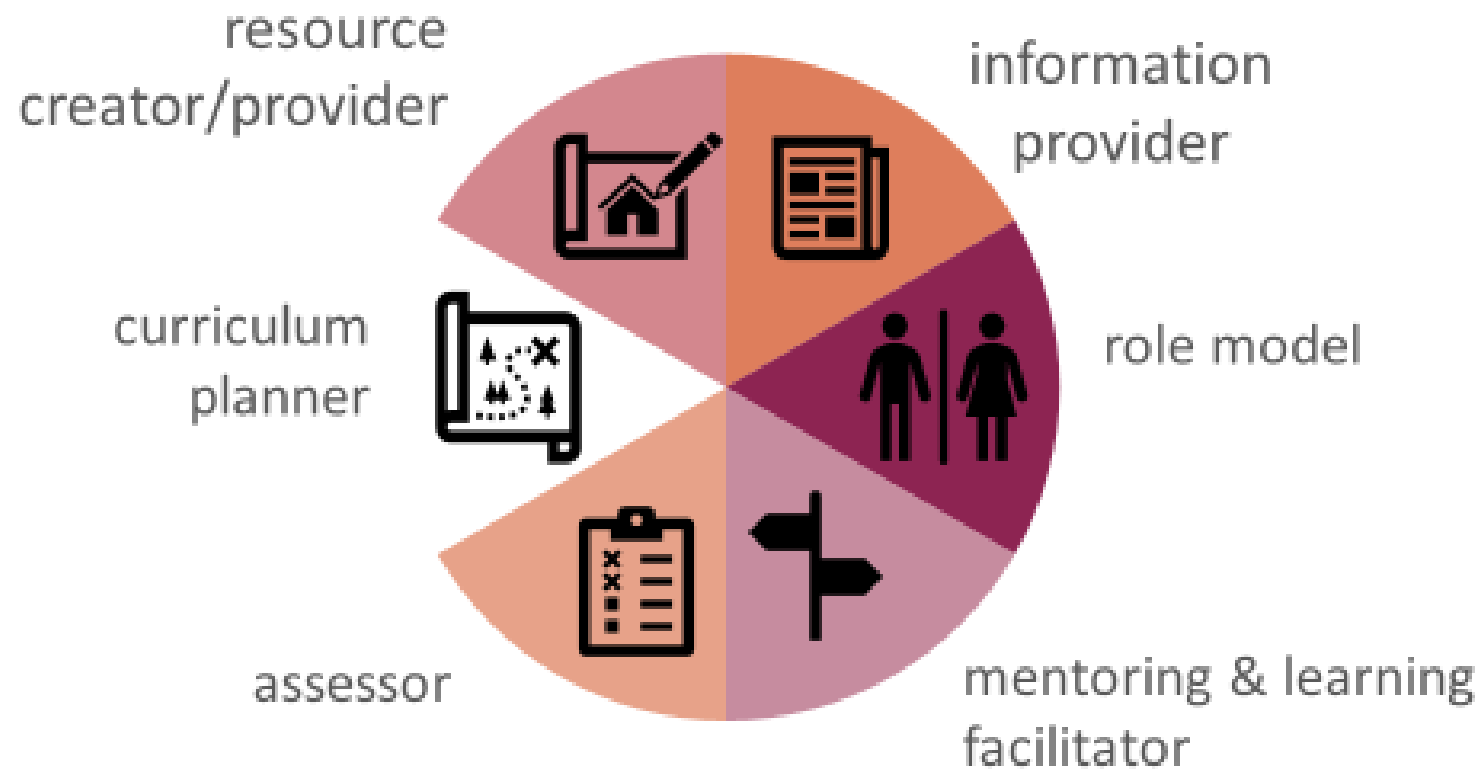 resource
creator/provider
information
provider
curriculum
planner
role model
assessor
mentoring & learning
facilitator